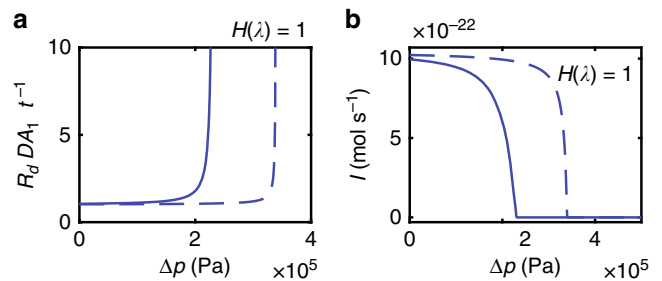 a
H(λ) = 1
10
5
0
R_d DA_1 t^{-1}
0
2
4
Δp (Pa)
×10^5
b
×10^{-22}
10
5
0
I (mol s^{-1})
H(λ) = 1
0
2
4
Δp (Pa)
×10^5